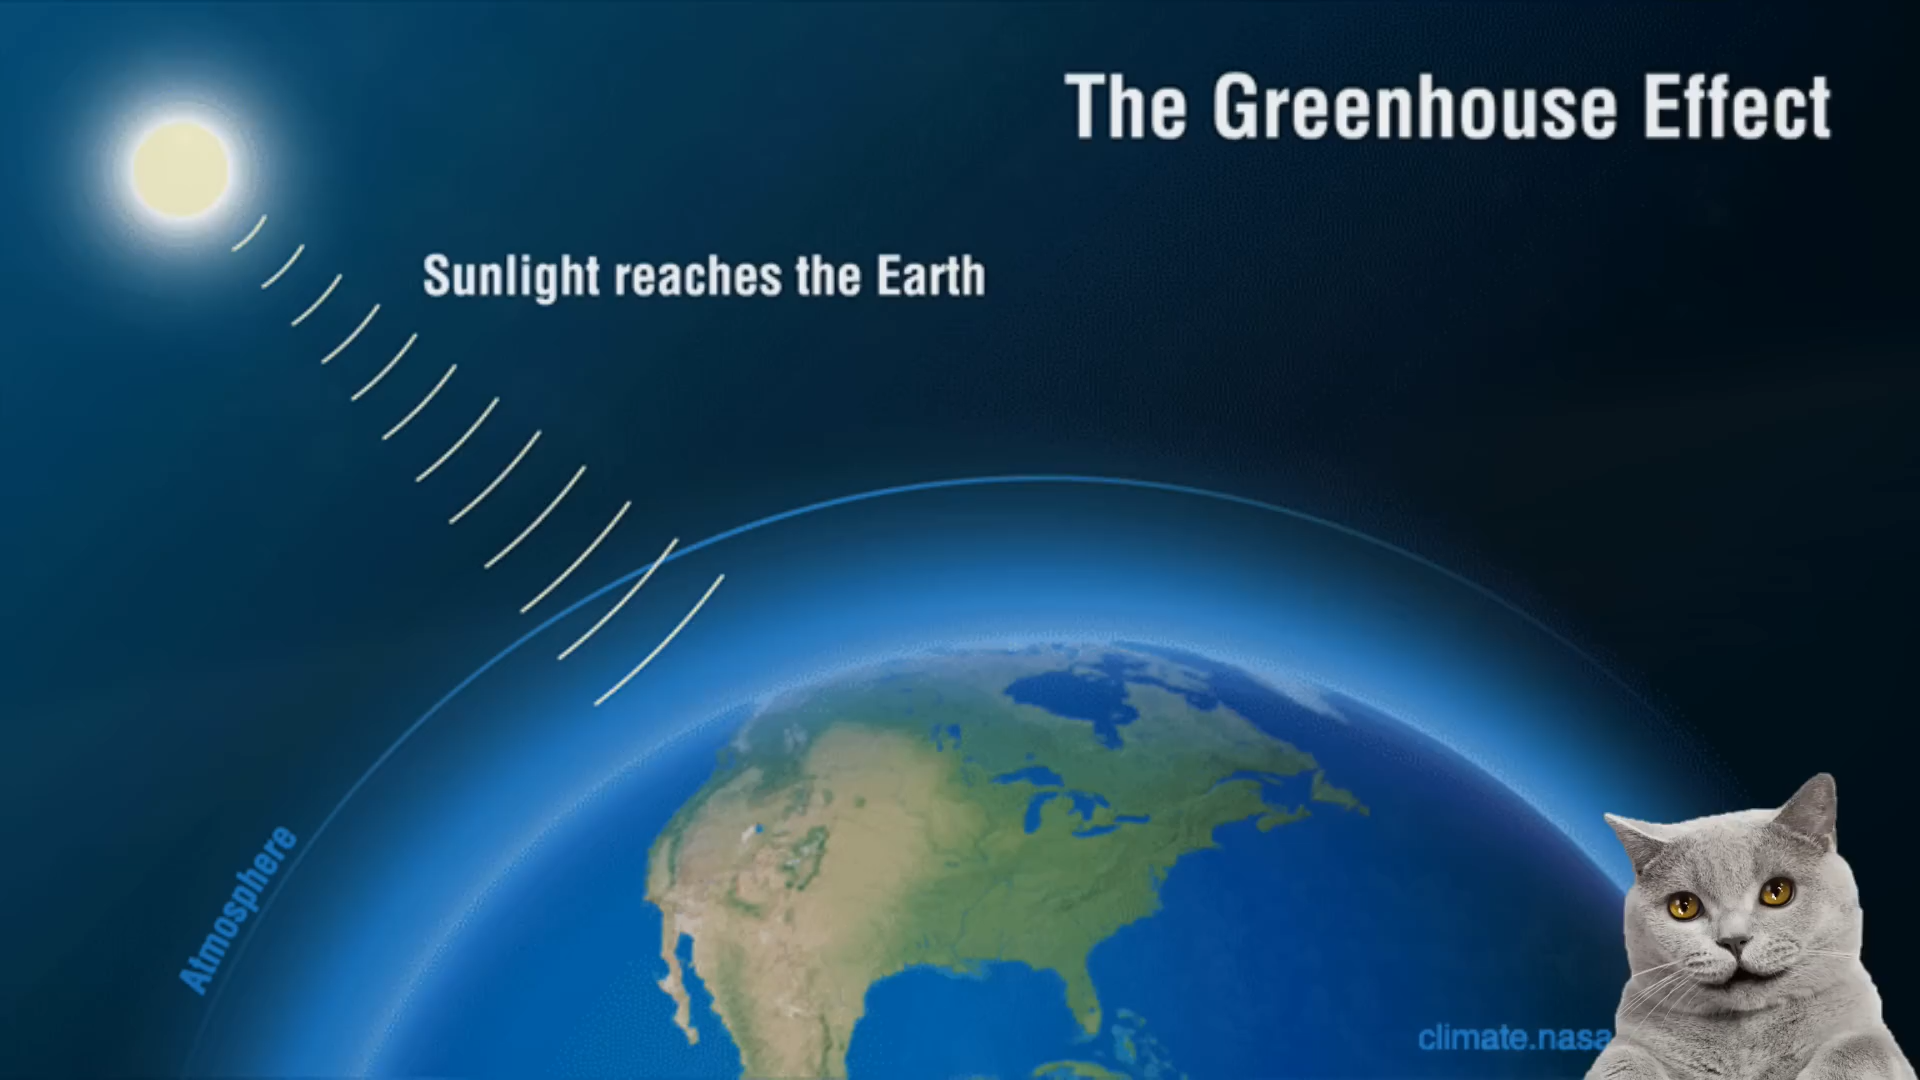 The Greenhouse Effect
Sunlight reaches the Earth
Atmosphere
climate.nasa